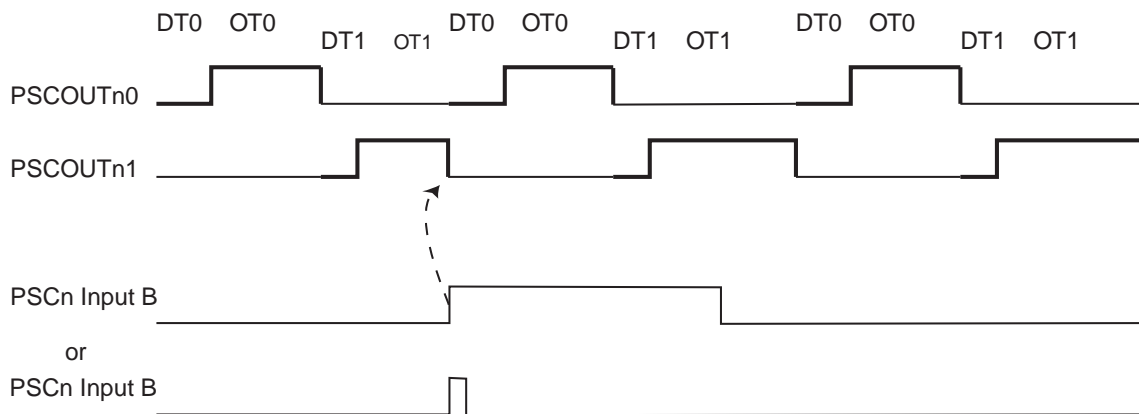 DT0 OT0 DT1 OT1 DT0 OT0 DT1 OT1 DT0 OT0 DT1 OT1
PSCOUTn0
PSCOUTn1
PSCn Input B
or
PSCn Input B